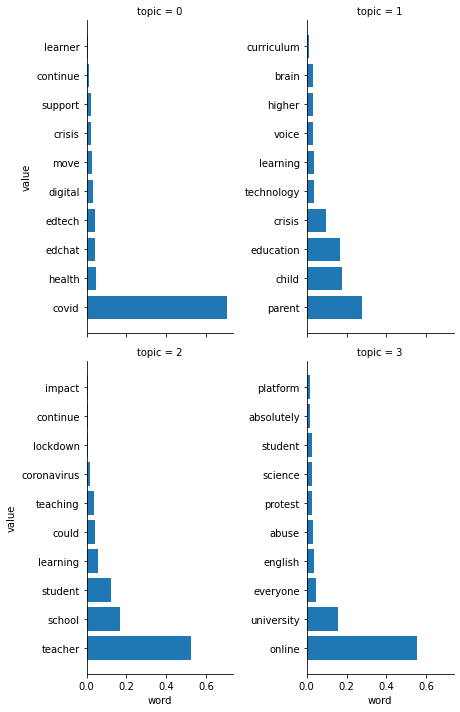 topic = 0
learner
continue
support
crisis
move
digital
edtech
edchat
health
covid
value
topic = 1
curriculum
brain
higher
voice
learning
technology
crisis
education
child
parent
topic = 2
impact
continue
lockdown
coronavirus
teaching
could
learning
student
school
teacher
value
0.0 0.2 0.4 0.6
word
topic = 3
platform
absolutely
student
science
protest
abuse
english
everyone
university
online
0.0 0.2 0.4 0.6
word